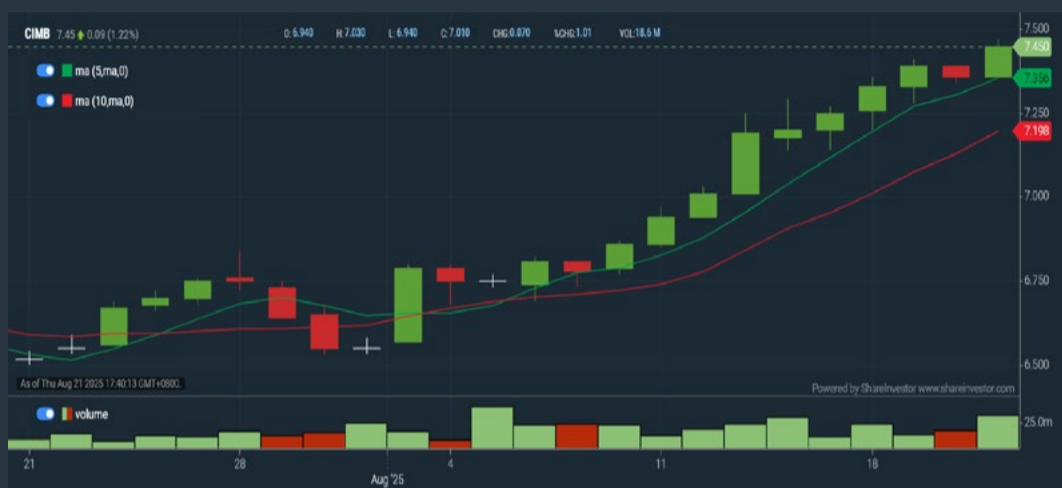 CIMB 7.45 0.09 (1.22%) O:6.940 H:7.030 L:6.940 C:7.010 CHG:0.070 %CHG:1.01 VOL:18.6 M
ma (5,ma,0)
ma (10,ma,0)
7.500
7.450
7.356
7.250
7.198
7.000
6.750
6.500
As of Thu Aug 21 2025 17:40:13 GMT+0800.
Powered by ShareInvestor www.shareinvestor.com
volume
25.0m
21 28 4 11 18
Aug '25